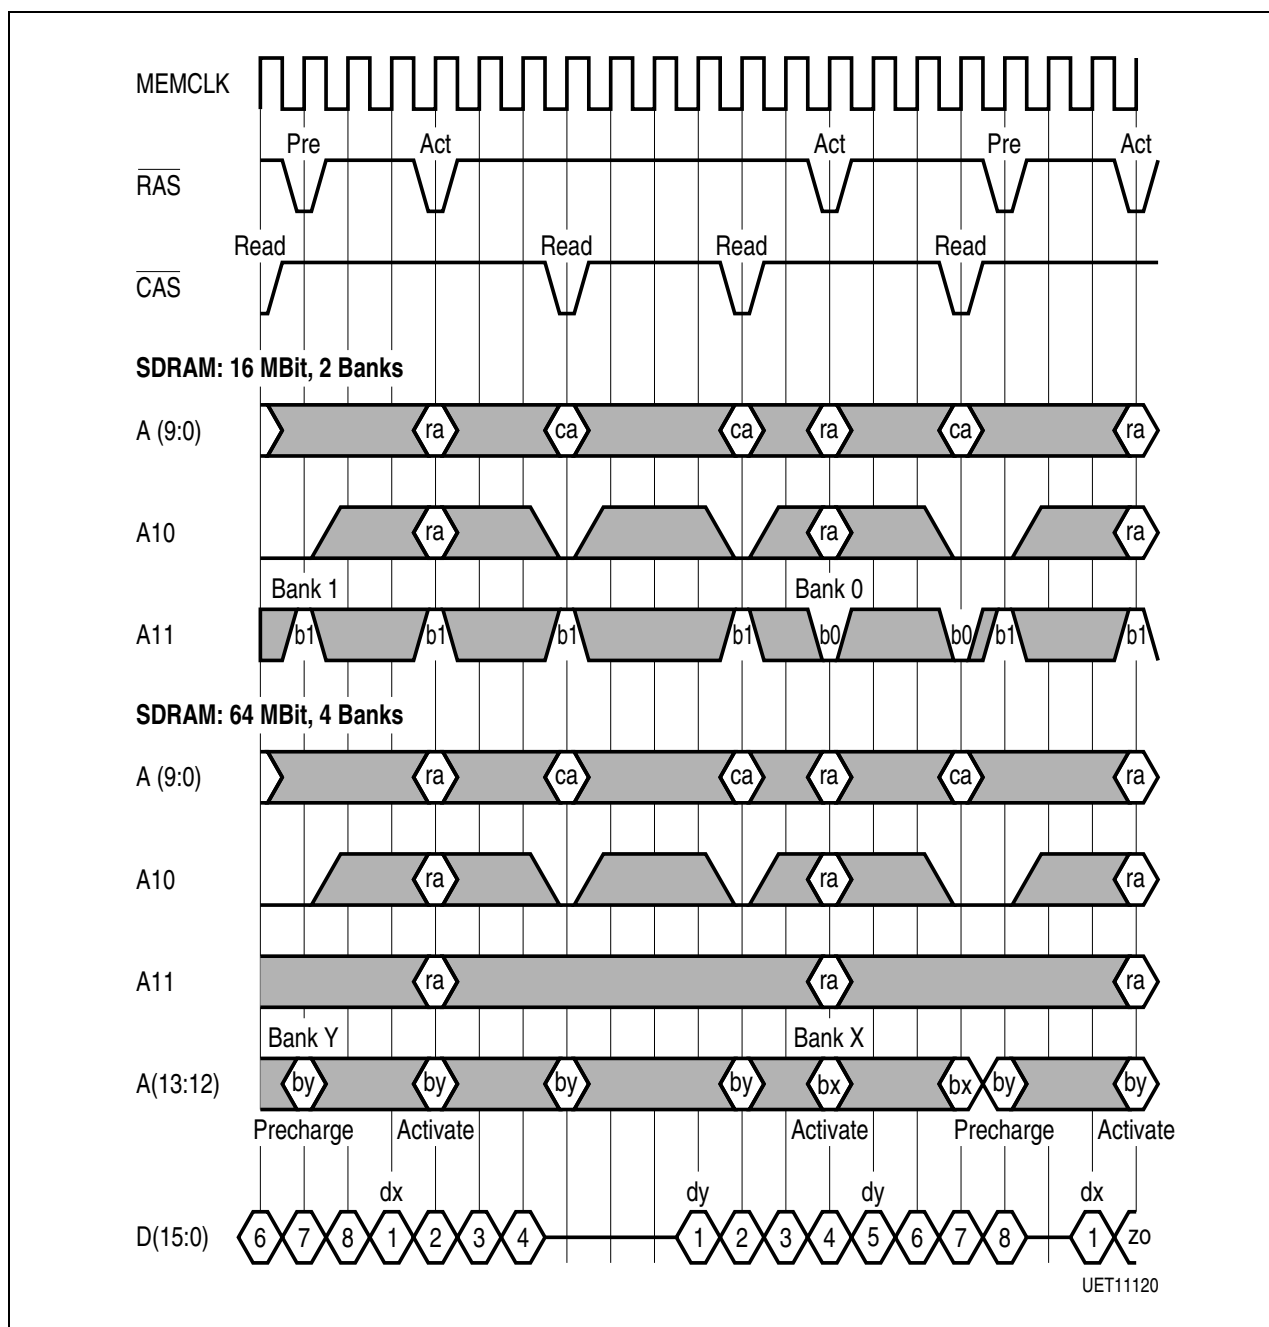 MEMCLK
Pre Act Act Pre Act
RAS
Read Read Read Read
CAS
SDRAM: 16 MBit, 2 Banks
A (9:0) ra ca ca ra ca ra
A10 ra ra ra
Bank 1 Bank 0
A11 b1 b1 b1 b1 b0 b0 b1 b1
SDRAM: 64 MBit, 4 Banks
A (9:0) ra ca ca ra ca ra
A10 ra ra ra
A11 ra ra ra
Bank Y Bank X
A(13:12) by by by by bx bx by by
Precharge Activate Activate Precharge Activate
dx dy dy dx
D(15:0) 6 7 8 1 2 3 4 1 2 3 4 5 6 7 8 1 zo
UET11120